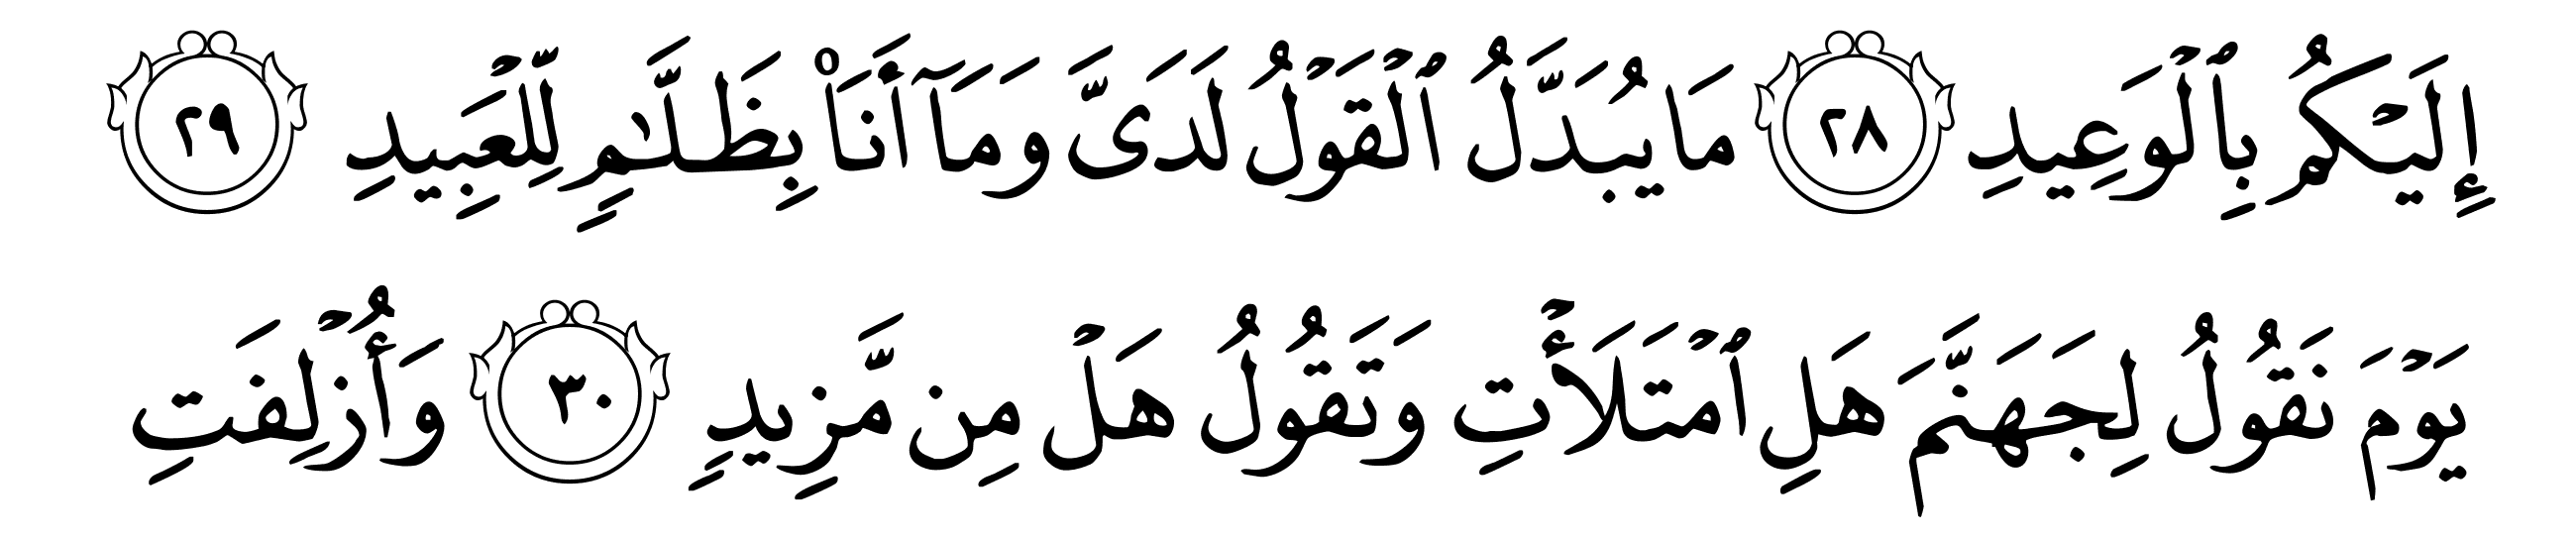 إِلَيۡكُم بِٱلۡوَعِيدِ ٢٨ مَا يُبَدَّلُ ٱلۡقَوۡلُ لَدَىَّ وَمَآ أَنَا۠ بِظَلَّٰمٖ لِّلۡعَبِيدِ ٢٩
يَوۡمَ نَقُولُ لِجَهَنَّمَ هَلِ ٱمۡتَلَأۡتِ وَتَقُولُ هَلۡ مِن مَّزِيدٖ ٣٠ وَأُزۡلِفَتِ